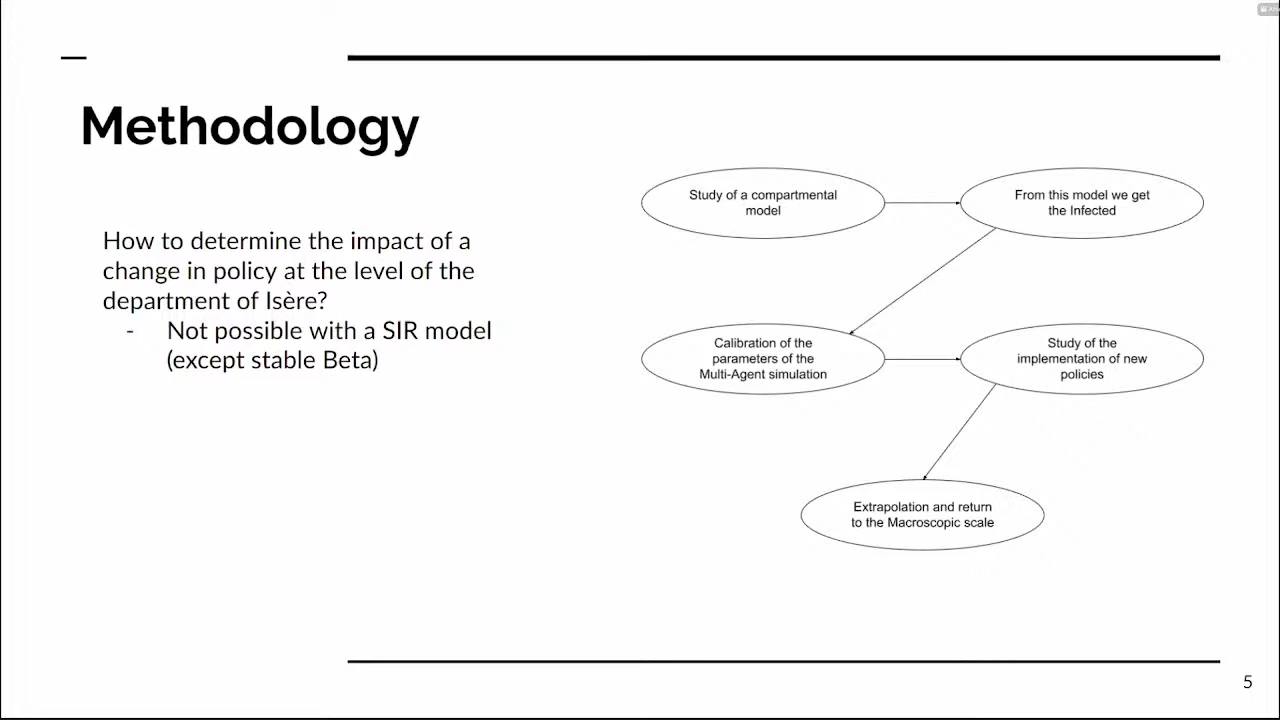 Methodology
How to determine the impact of a
change in policy at the level of the
department of Isère?
- Not possible with a SIR model
(except stable Beta)
Study of a compartmental
model
From this model we get
the Infected
Calibration of the
parameters of the
Multi-Agent simulation
Study of the
implementation of new
policies
Extrapolation and return
to the Macroscopic scale
5